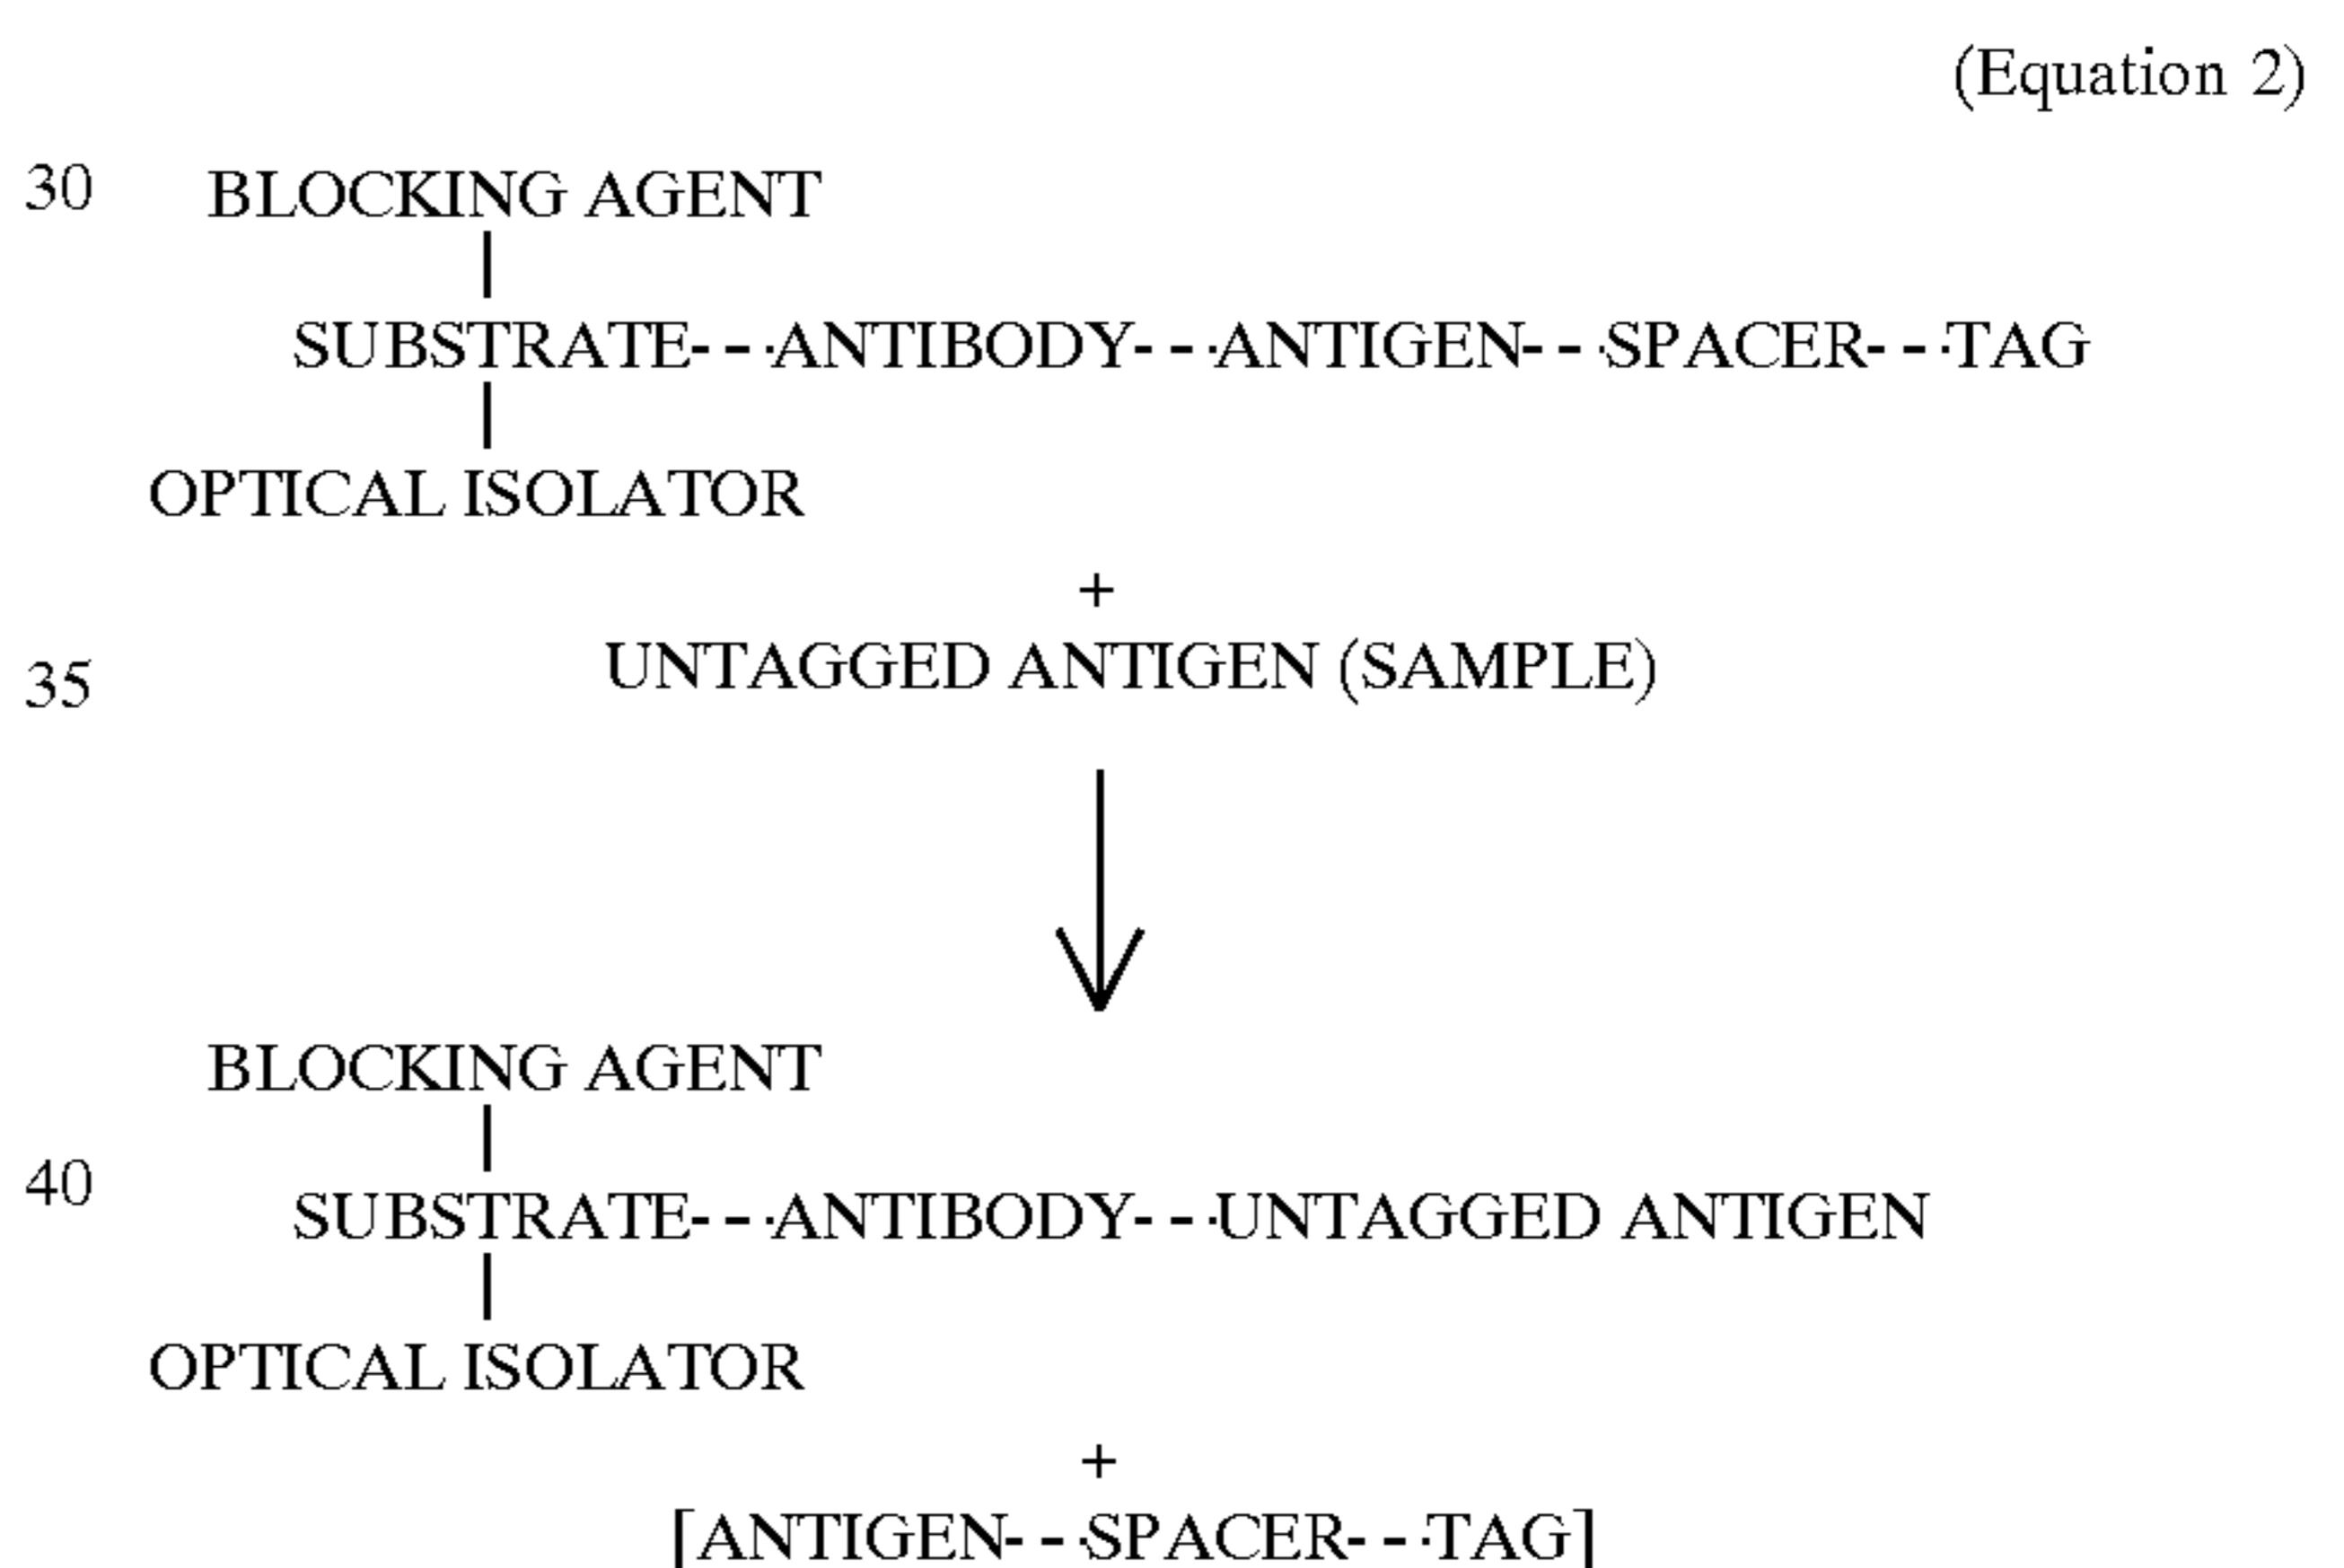 (Equation 2)
30 BLOCKING AGENT
|
SUBSTRATE---ANTIBODY---ANTIGEN---SPACER---TAG
|
OPTICAL ISOLATOR
+
35 UNTAGGED ANTIGEN (SAMPLE)
BLOCKING AGENT
|
40 SUBSTRATE---ANTIBODY---UNTAGGED ANTIGEN
|
OPTICAL ISOLATOR
+
[ANTIGEN---SPACER---TAG]